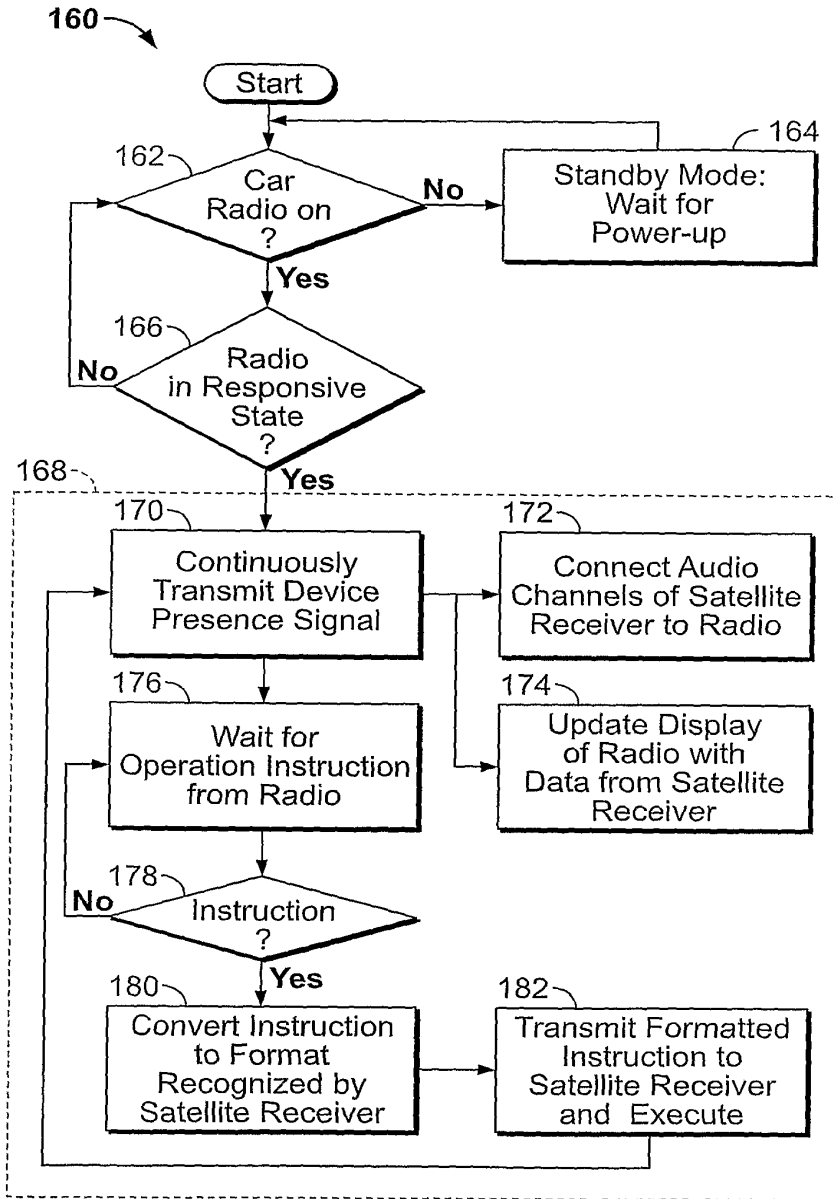 160
Start
162
Car
Radio on
?
No
164
Standby Mode:
Wait for
Power-up
Yes
166
Radio
in Responsive
State
?
No
Yes
168
170
Continuously
Transmit Device
Presence Signal
172
Connect Audio
Channels of Satellite
Receiver to Radio
174
Update Display
of Radio with
Data from Satellite
Receiver
176
Wait for
Operation Instruction
from Radio
178
Instruction
?
No
Yes
180
Convert Instruction
to Format
Recognized by
Satellite Receiver
182
Transmit Formatted
Instruction to
Satellite Receiver
and Execute